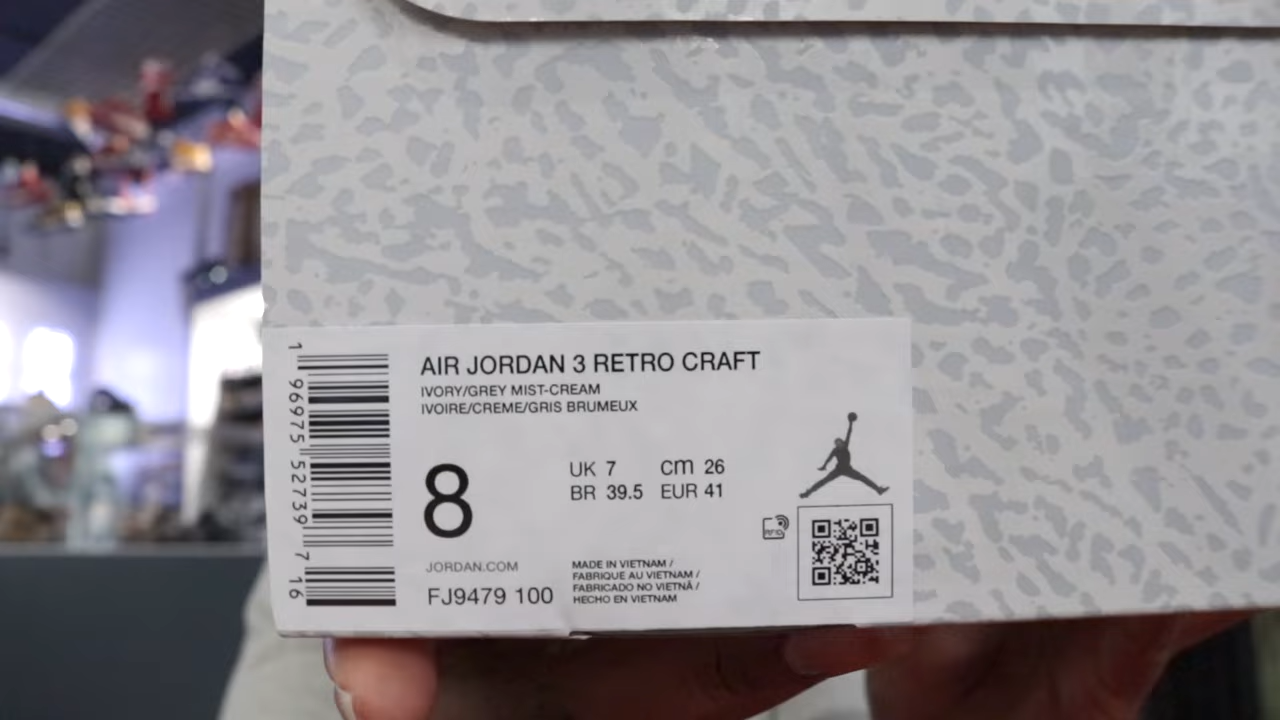 AIR JORDAN 3 RETRO CRAFT
IVORY/GREY MIST-CREAM
IVOIRE/CREME/GRIS BRUMEUX
8
UK 7 cm 26
BR 39.5 EUR 41
JORDAN.COM
FJ9479 100
MADE IN VIETNAM /
FABRIQUE AU VIETNAM /
FABRICADO NO VIETNÃ /
HECHO EN VIETNAM
RFID
1 96975 52739 7 16